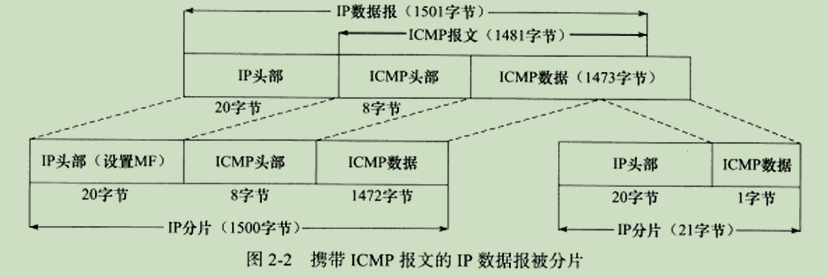 IP数据报（1501字节）
ICMP报文（1481字节）
IP头部 ICMP头部 ICMP数据（1473字节）
20字节 8字节
IP头部（设置MF） ICMP头部 ICMP数据 IP头部 ICMP数据
20字节 8字节 1472字节 20字节 1字节
IP分片（1500字节） IP分片（21字节）
图 2-2 携带 ICMP 报文的 IP 数据报被分片